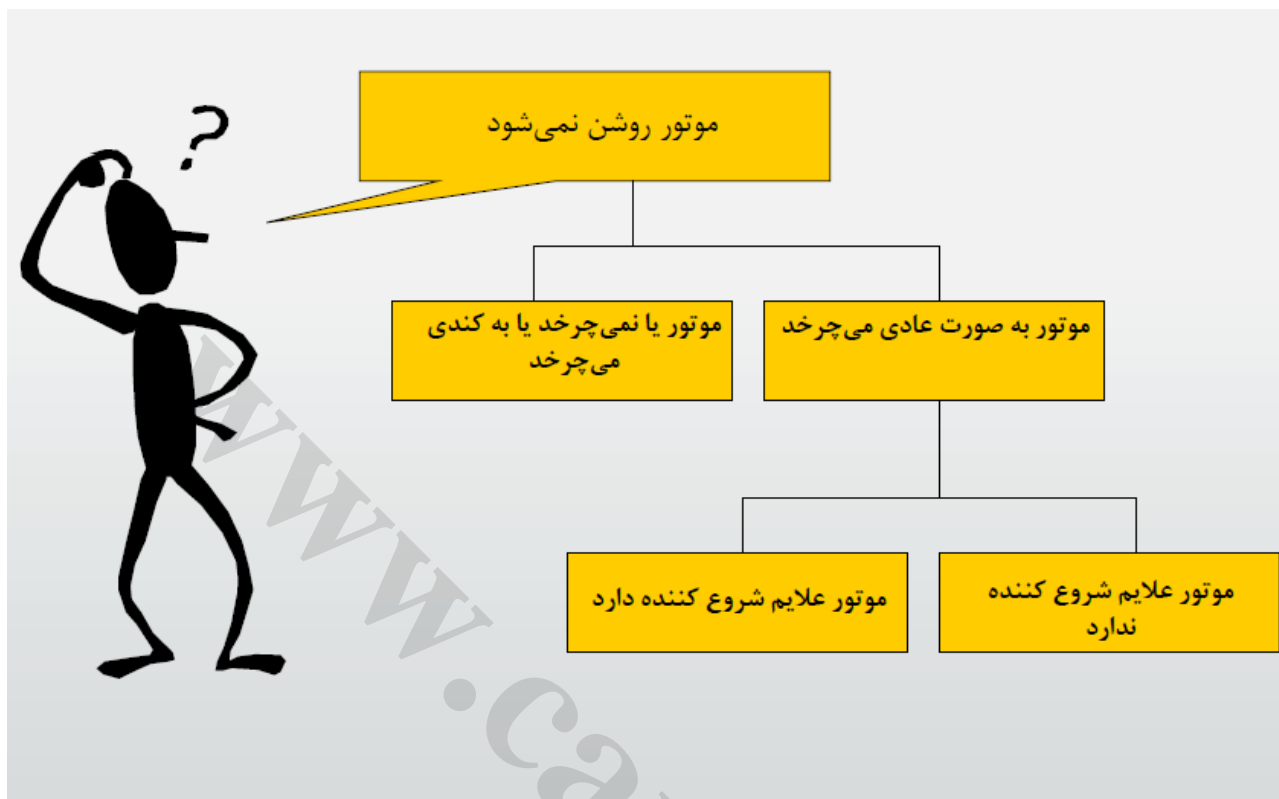 ?
موتور روشن نمی‌شود
موتور به صورت عادی می‌چرخد
موتور یا نمی‌چرخد یا به کندی
می‌چرخد
موتور علایم شروع کننده
ندارد
موتور علایم شروع کننده دارد
www.ca